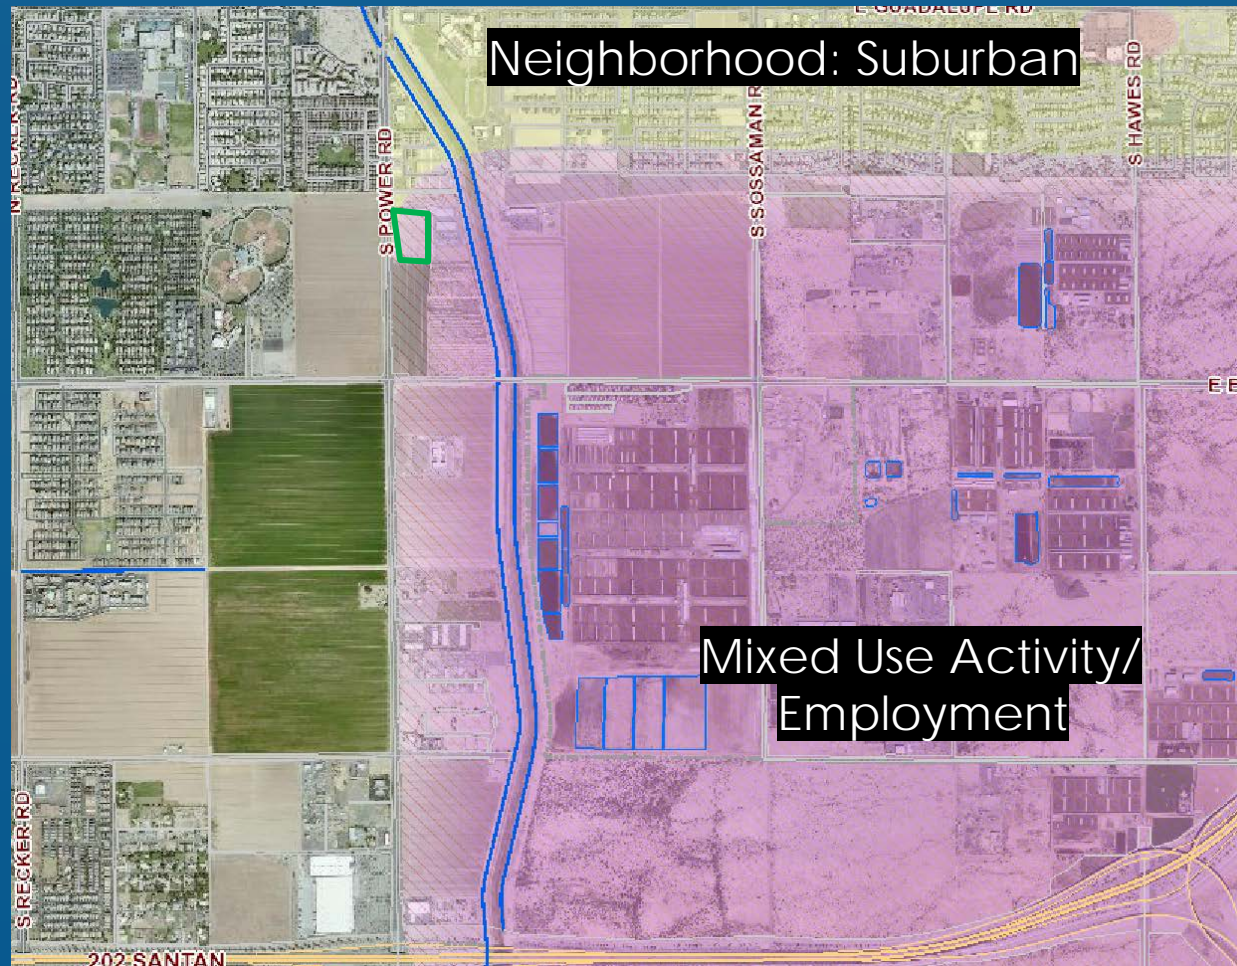 E GUADALUPE RD
Neighborhood: Suburban
N RECKER RD
S POWER RD
S SOSSAMAN R
S HAWES RD
E E
Mixed Use Activity/
Employment
S RECKER RD
202 SANTAN